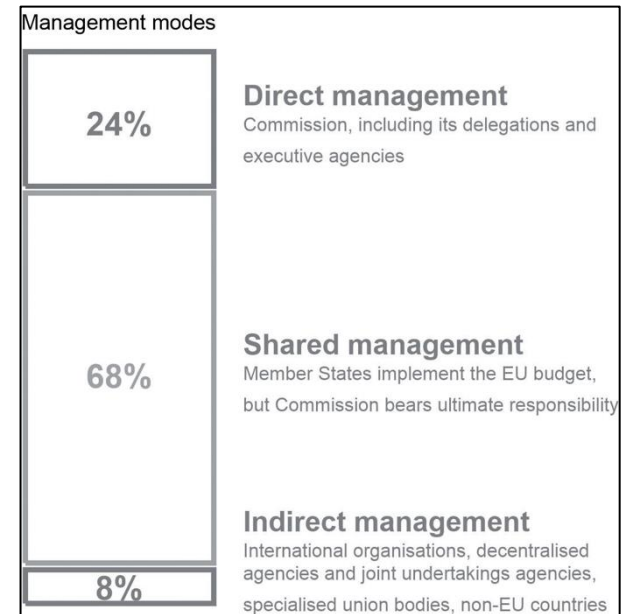 Management modes
24%
Direct management
Commission, including its delegations and
executive agencies
68%
Shared management
Member States implement the EU budget,
but Commission bears ultimate responsibility
8%
Indirect management
International organisations, decentralised
agencies and joint undertakings agencies,
specialised union bodies, non-EU countries